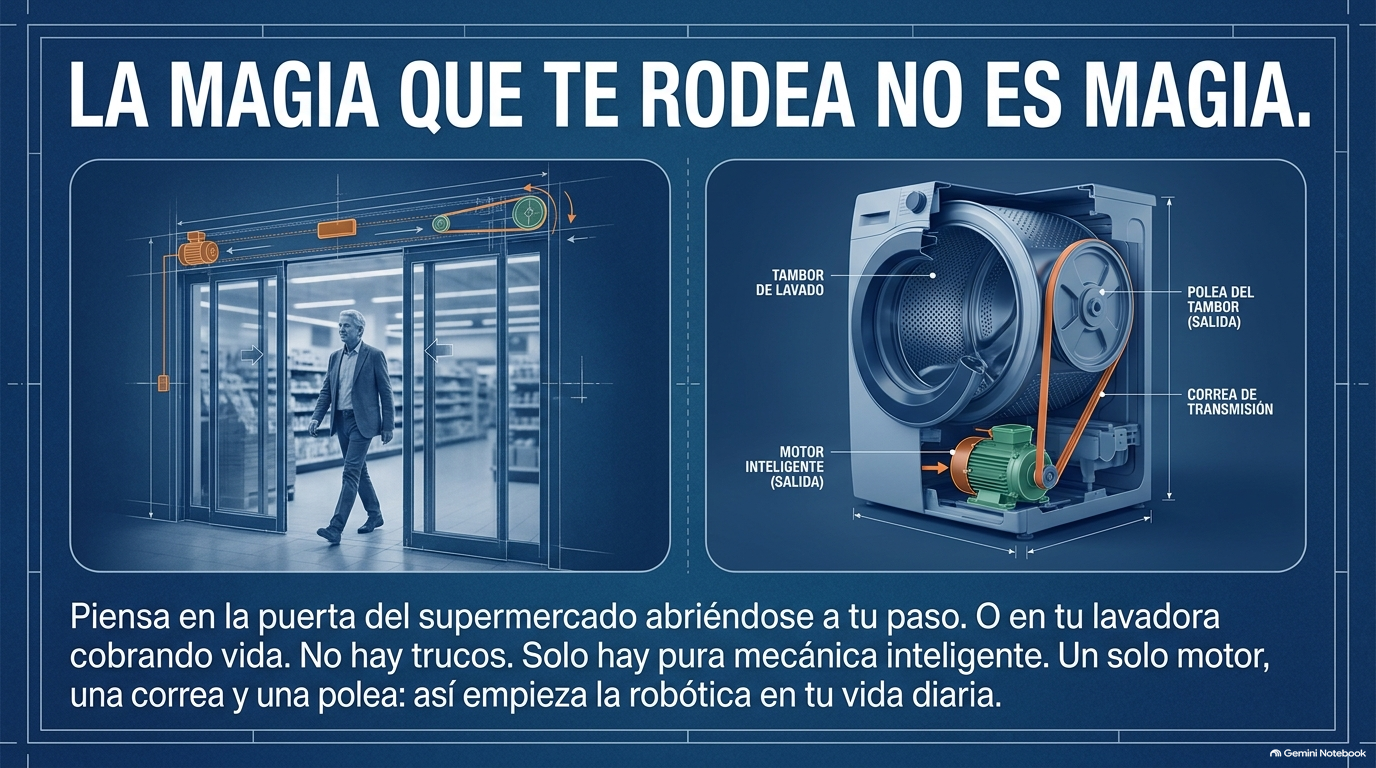 LA MAGIA QUE TE RODEA NO ES MAGIA.
TAMBOR
DE LAVADO
POLEA DEL
TAMBOR
(SALIDA)
CORREA DE
TRANSMISIÓN
MOTOR
INTELIGENTE
(SALIDA)
Piensa en la puerta del supermercado abriéndose a tu paso. O en tu lavadora
cobrando vida. No hay trucos. Solo hay pura mecánica inteligente. Un solo motor,
una correa y una polea: así empieza la robótica en tu vida diaria.
Gemini Notebook